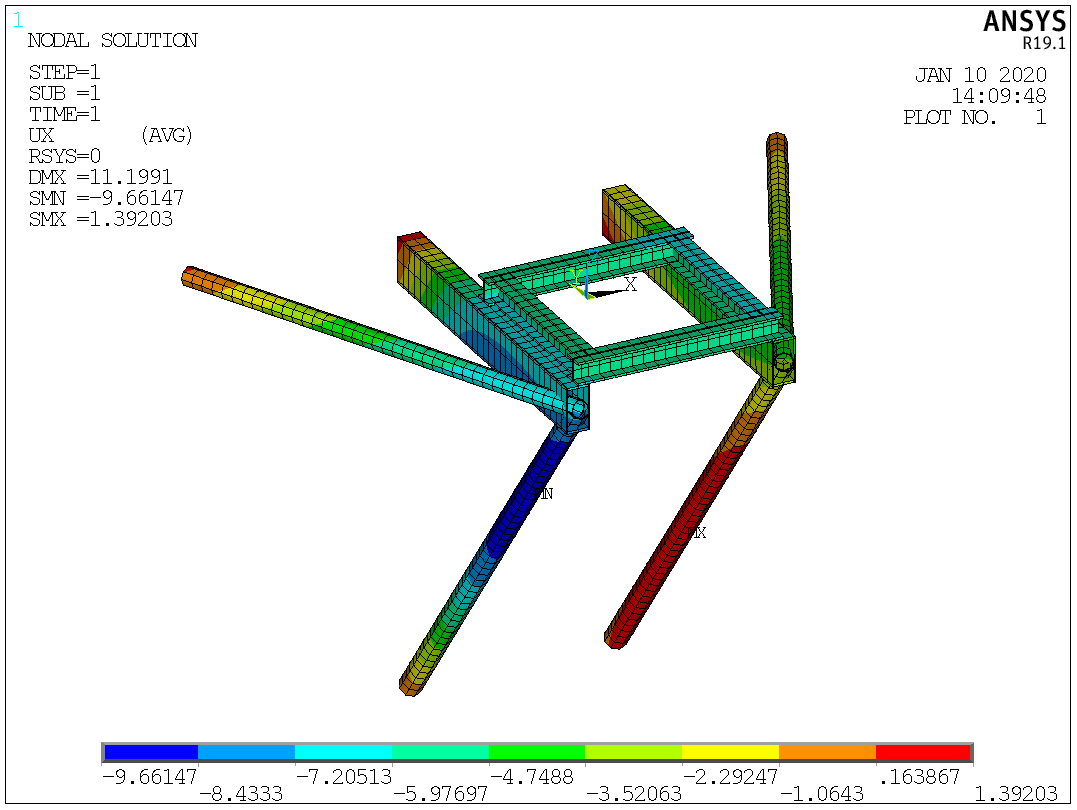 1
NODAL SOLUTION
STEP=1
SUB =1
TIME=1
UX (AVG)
RSYS=0
DMX =11.1991
SMN =-9.66147
SMX =1.39203
ANSYS
R19.1
JAN 10 2020
14:09:48
PLOT NO. 1
X
MX
-9.66147 -7.20513 -4.7488 -2.29247 .163867
-8.4333 -5.97697 -3.52063 -1.0643 1.39203